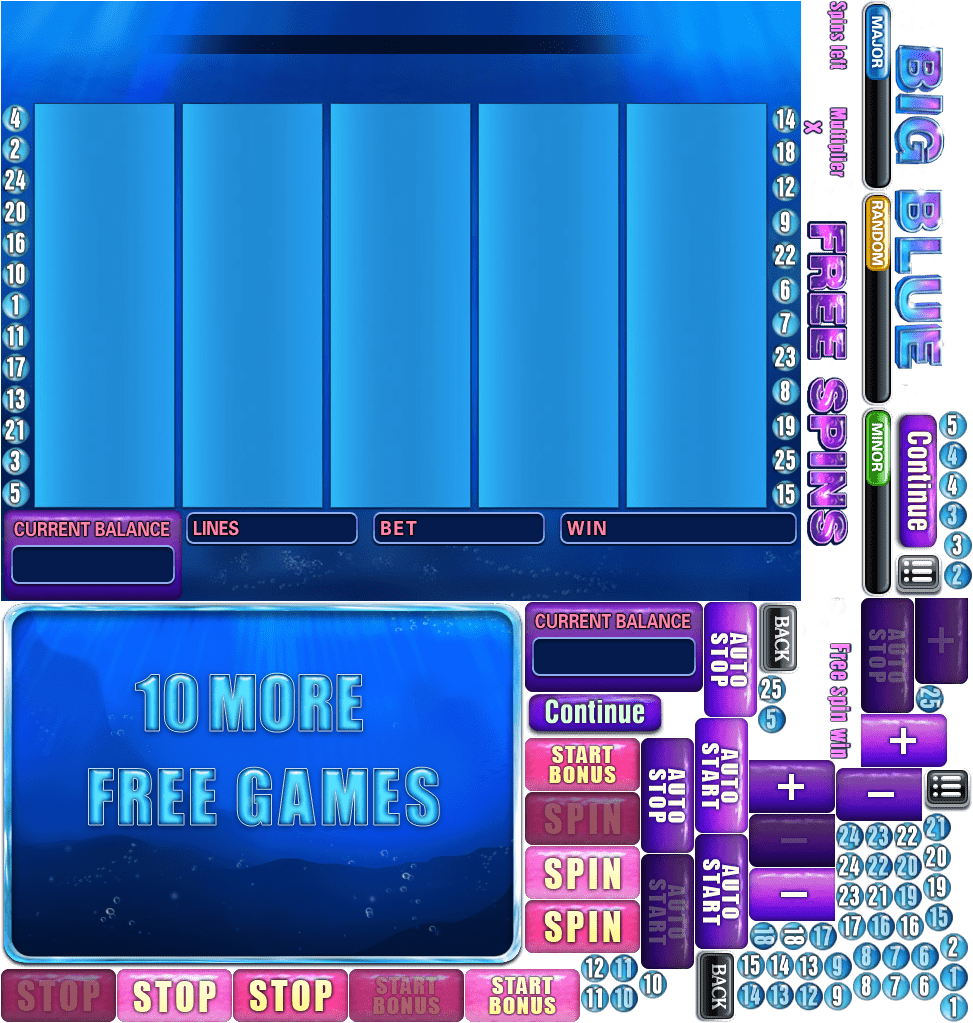 4
2
24
20
16
10
1
11
17
13
21
3
5
14
18
12
9
22
6
7
23
8
19
25
15
CURRENT BALANCE
LINES
BET
WIN
Spins left
Multiplier
X
FREE SPINS
MAJOR
RANDOM
MINOR
BIG BLUE
Continue
5
4
4
3
3
2
10 MORE
FREE GAMES
CURRENT BALANCE
Continue
AUTO
STOP
BACK
25
5
Free spin win
AUTO
STOP
+
25
+
START
BONUS
SPIN
SPIN
SPIN
AUTO
STOP
AUTO
START
AUTO
START
AUTO
START
+
−
−
−
24
23
22
21
24
22
20
20
23
21
19
19
17
16
16
15
18
18
17
2
15
14
13
9
8
7
6
1
14
13
12
9
8
7
6
1
BACK
12
11
10
11
10
STOP
STOP
STOP
START
BONUS
START
BONUS